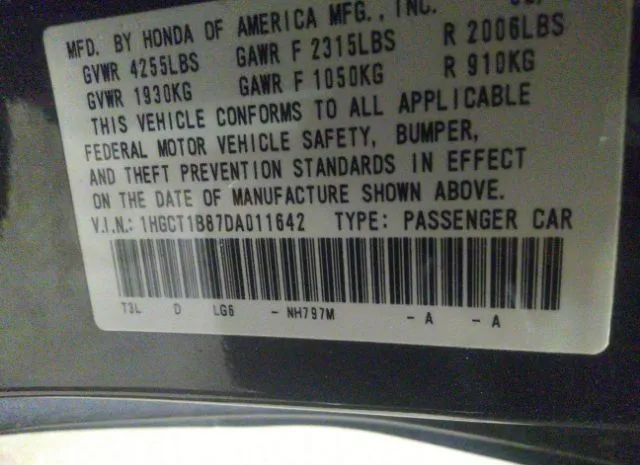 MFD. BY HONDA OF AMERICA MFG., INC.
GVWR 4255LBS GAWR F 2315LBS R 2006LBS
GVWR 1930KG GAWR F 1050KG R 910KG
THIS VEHICLE CONFORMS TO ALL APPLICABLE
FEDERAL MOTOR VEHICLE SAFETY, BUMPER,
AND THEFT PREVENTION STANDARDS IN EFFECT
ON THE DATE OF MANUFACTURE SHOWN ABOVE.
V.I.N.: 1HGCT1B87DA011642 TYPE: PASSENGER CAR
T3L D LG6 - NH797M - A - A